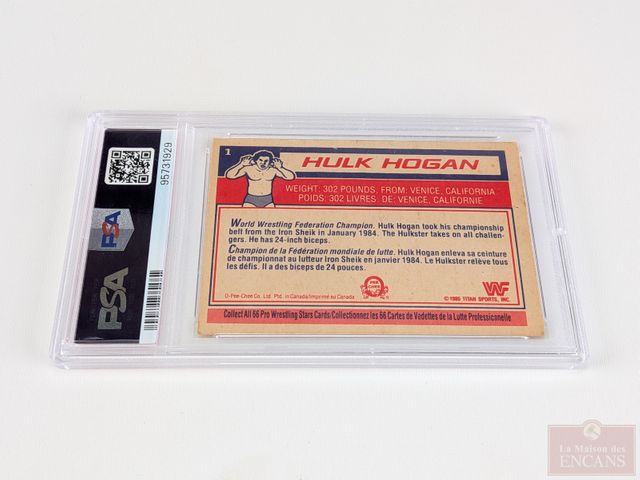 1
HULK HOGAN
WEIGHT: 302 POUNDS. FROM: VENICE, CALIFORNIA
POIDS: 302 LIVRES DE: VENICE, CALIFORNIE
World Wrestling Federation Champion. Hulk Hogan took his championship
belt from the Iron Sheik in January 1984. The Hulkster takes on all challen-
gers. He has 24-inch biceps.
Champion de la Fédération mondiale de lutte. Hulk Hogan enleva sa ceinture
de championnat au lutteur Iron Sheik en janvier 1984. Le Hulkster relève tous
les défis. Il a des biceps de 24 pouces.
O-Pee-Chee Co. Ltd. Ptd. in Canada/Imprimé au Canada
WF
© 1985 TITAN SPORTS, INC.
Collect All 66 Pro Wrestling Stars Cards/Collectionnez les 66 Cartes de Vedettes de la Lutte Professionnelle
PSA
PSA
95731929
La Maison des
ENCANS